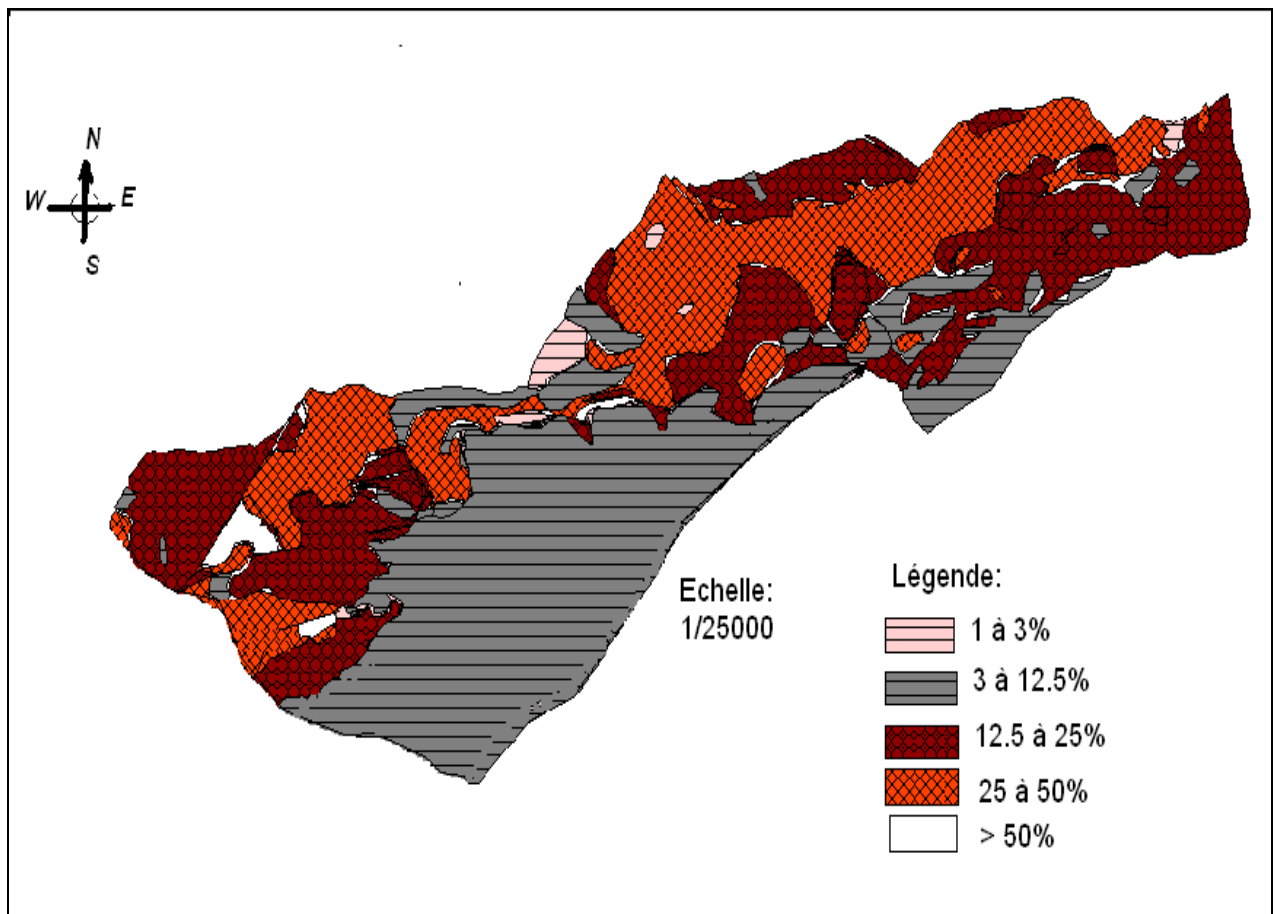 N
W E
S
Echelle:
1/25000
Légende:
1 à 3%
3 à 12.5%
12.5 à 25%
25 à 50%
> 50%